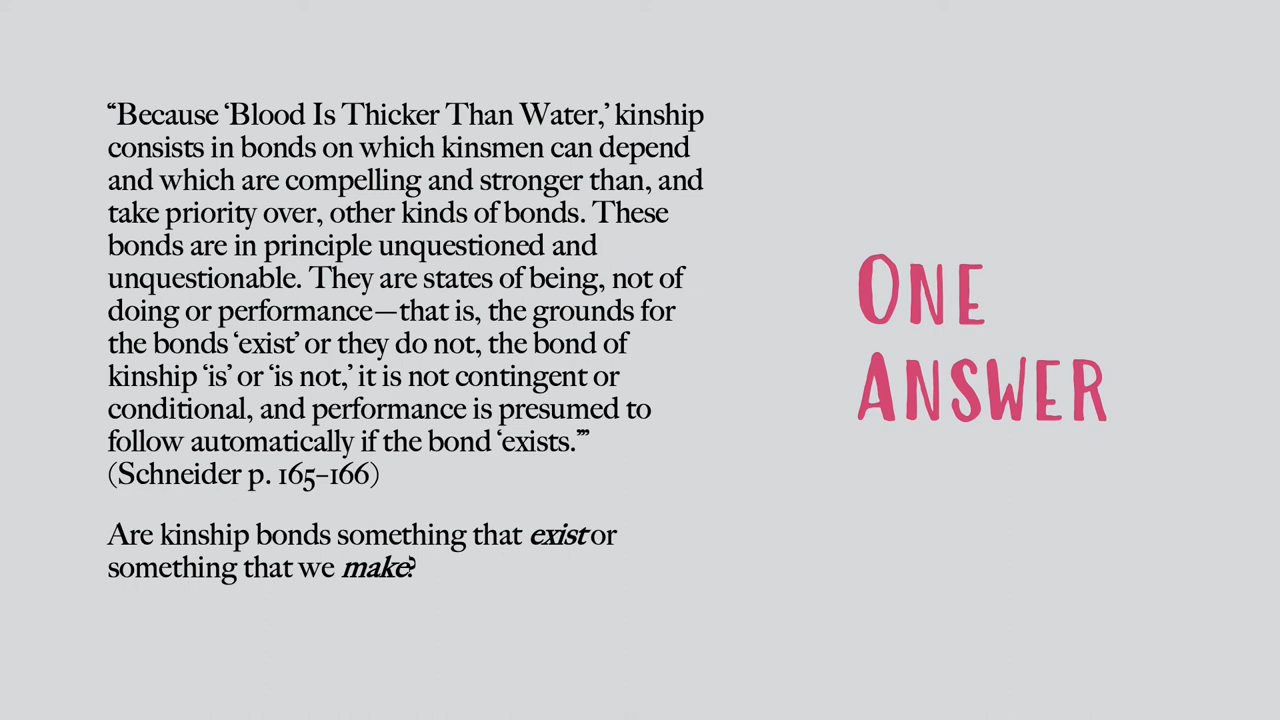 “Because ‘Blood Is Thicker Than Water,’ kinship
consists in bonds on which kinsmen can depend
and which are compelling and stronger than, and
take priority over, other kinds of bonds. These
bonds are in principle unquestioned and
unquestionable. They are states of being, not of
doing or performance—that is, the grounds for
the bonds ‘exist’ or they do not, the bond of
kinship ‘is’ or ‘is not,’ it is not contingent or
conditional, and performance is presumed to
follow automatically if the bond ‘exists.’”
(Schneider p. 165–166)
Are kinship bonds something that exist or
something that we make?
ONE
ANSWER